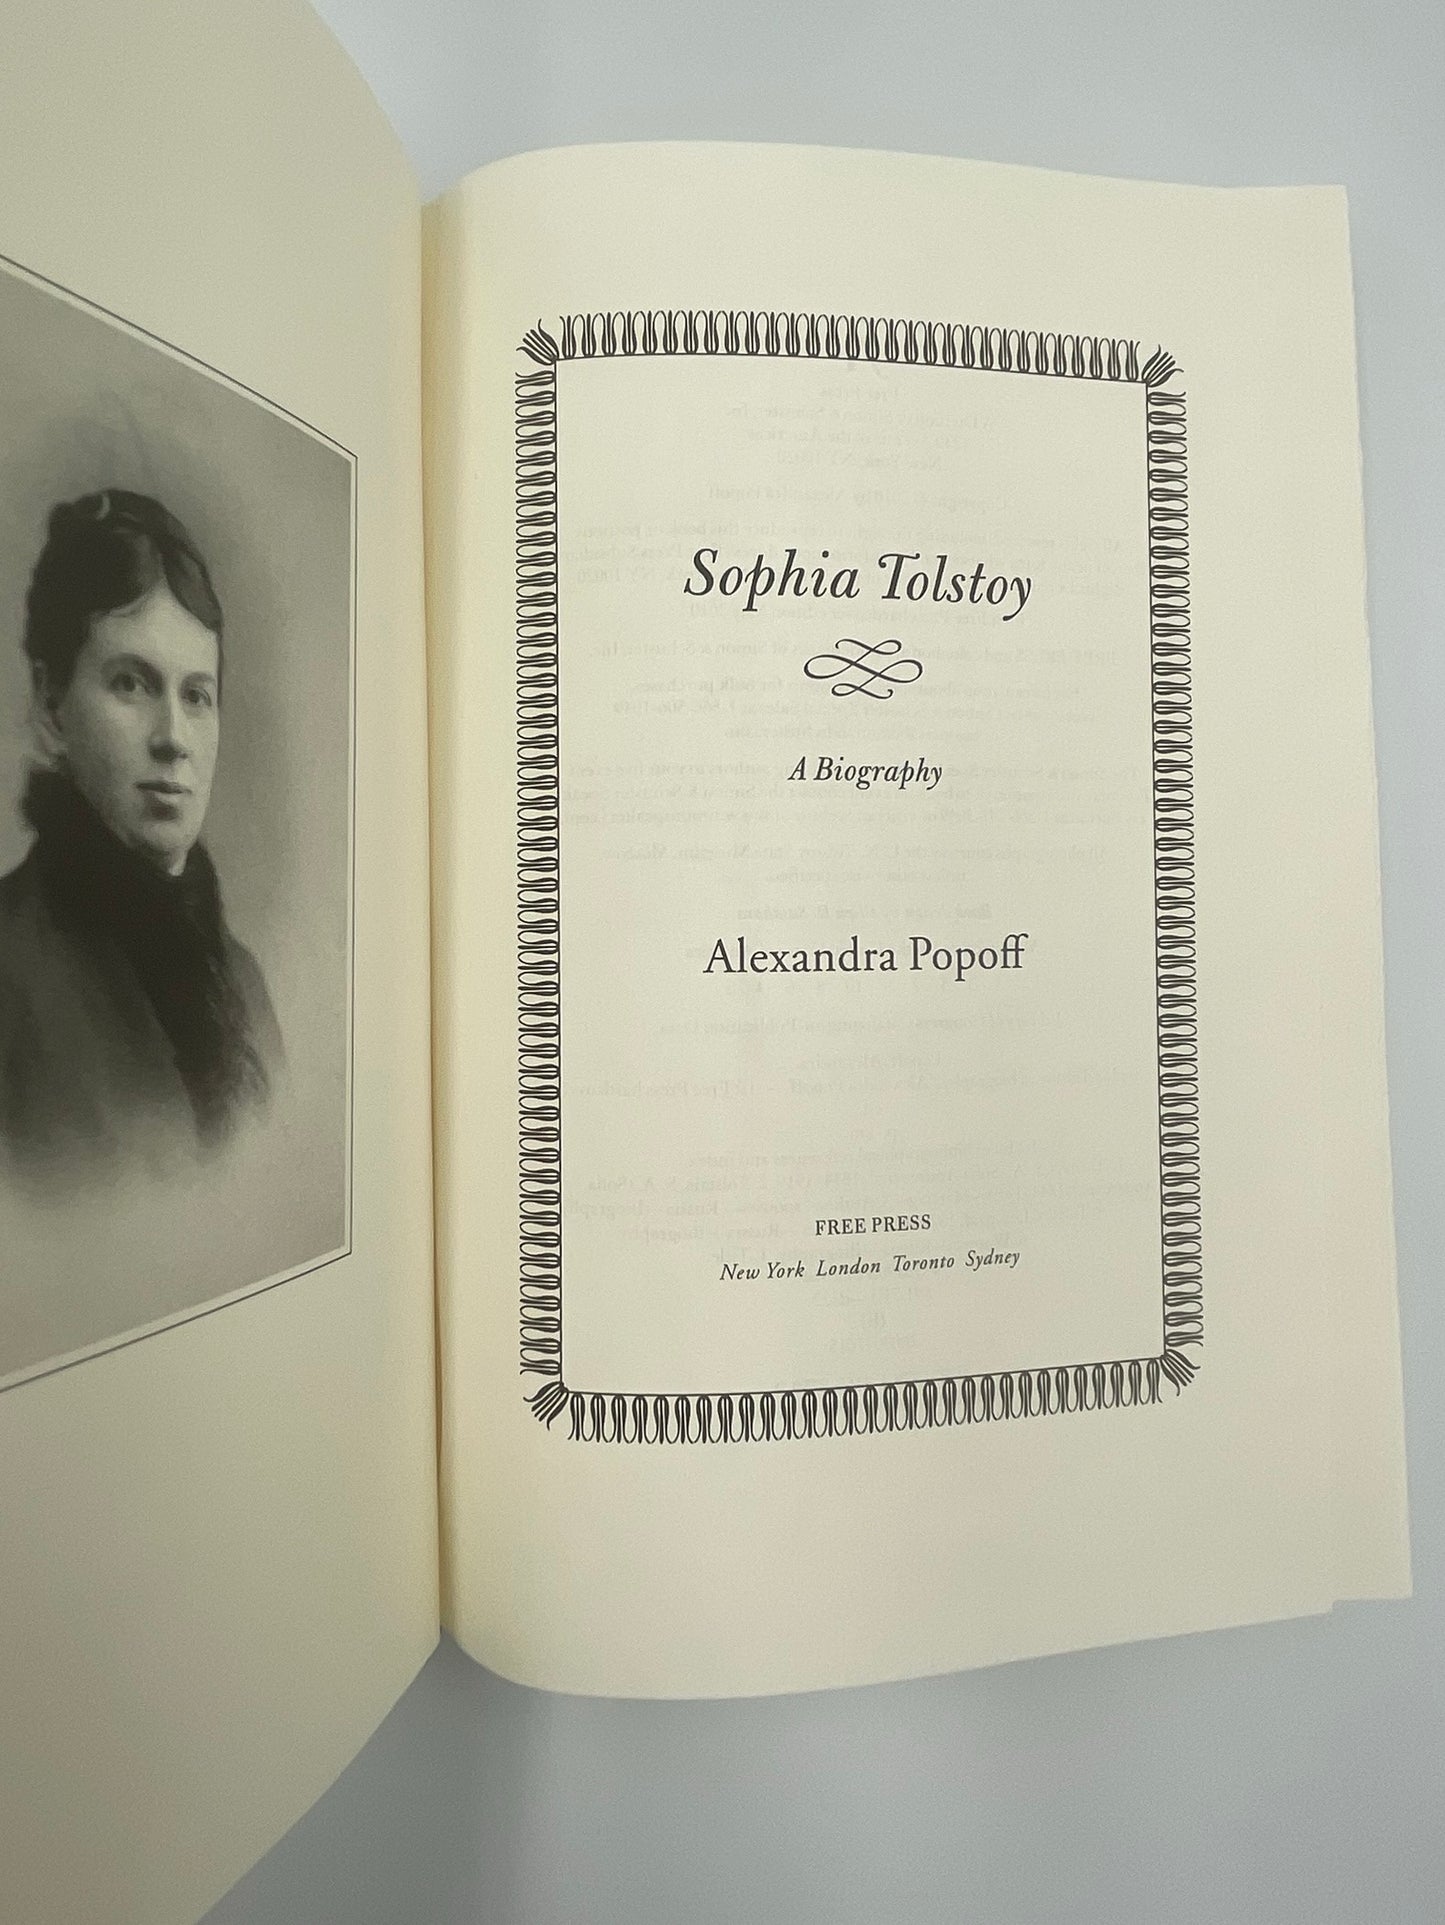 Sophia Tolstoy
A Biography
Alexandra Popoff
FREE PRESS
New York London Toronto Sydney